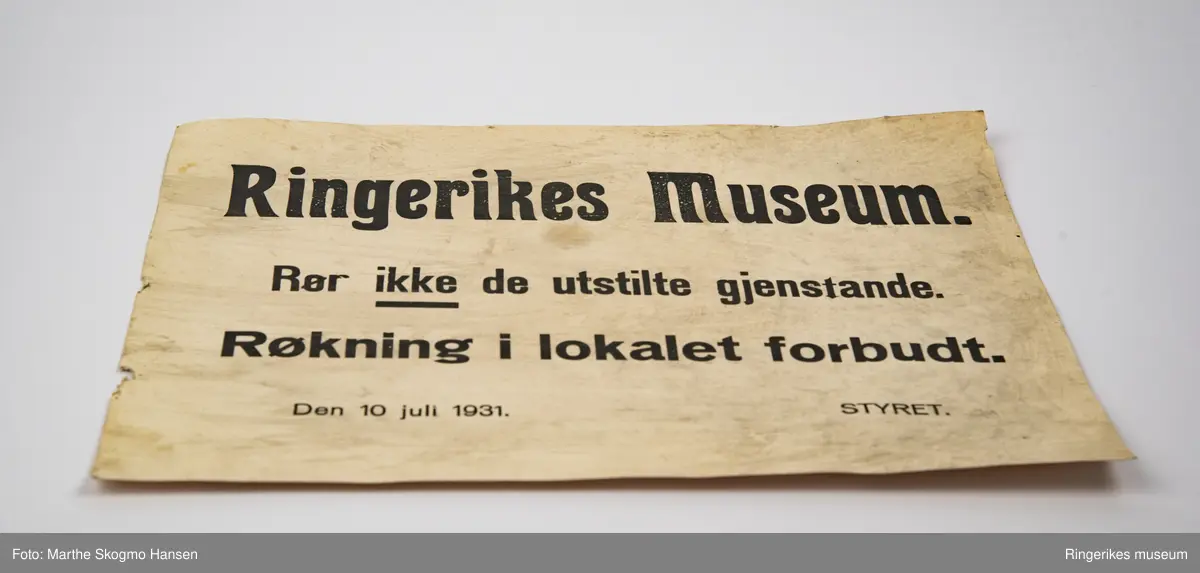 Ringerikes Museum.
Rør ikke de utstilte gjenstande.
Røkning i lokalet forbudt.
Den 10 juli 1931. STYRET.
Foto: Marthe Skogmo Hansen Ringerikes museum